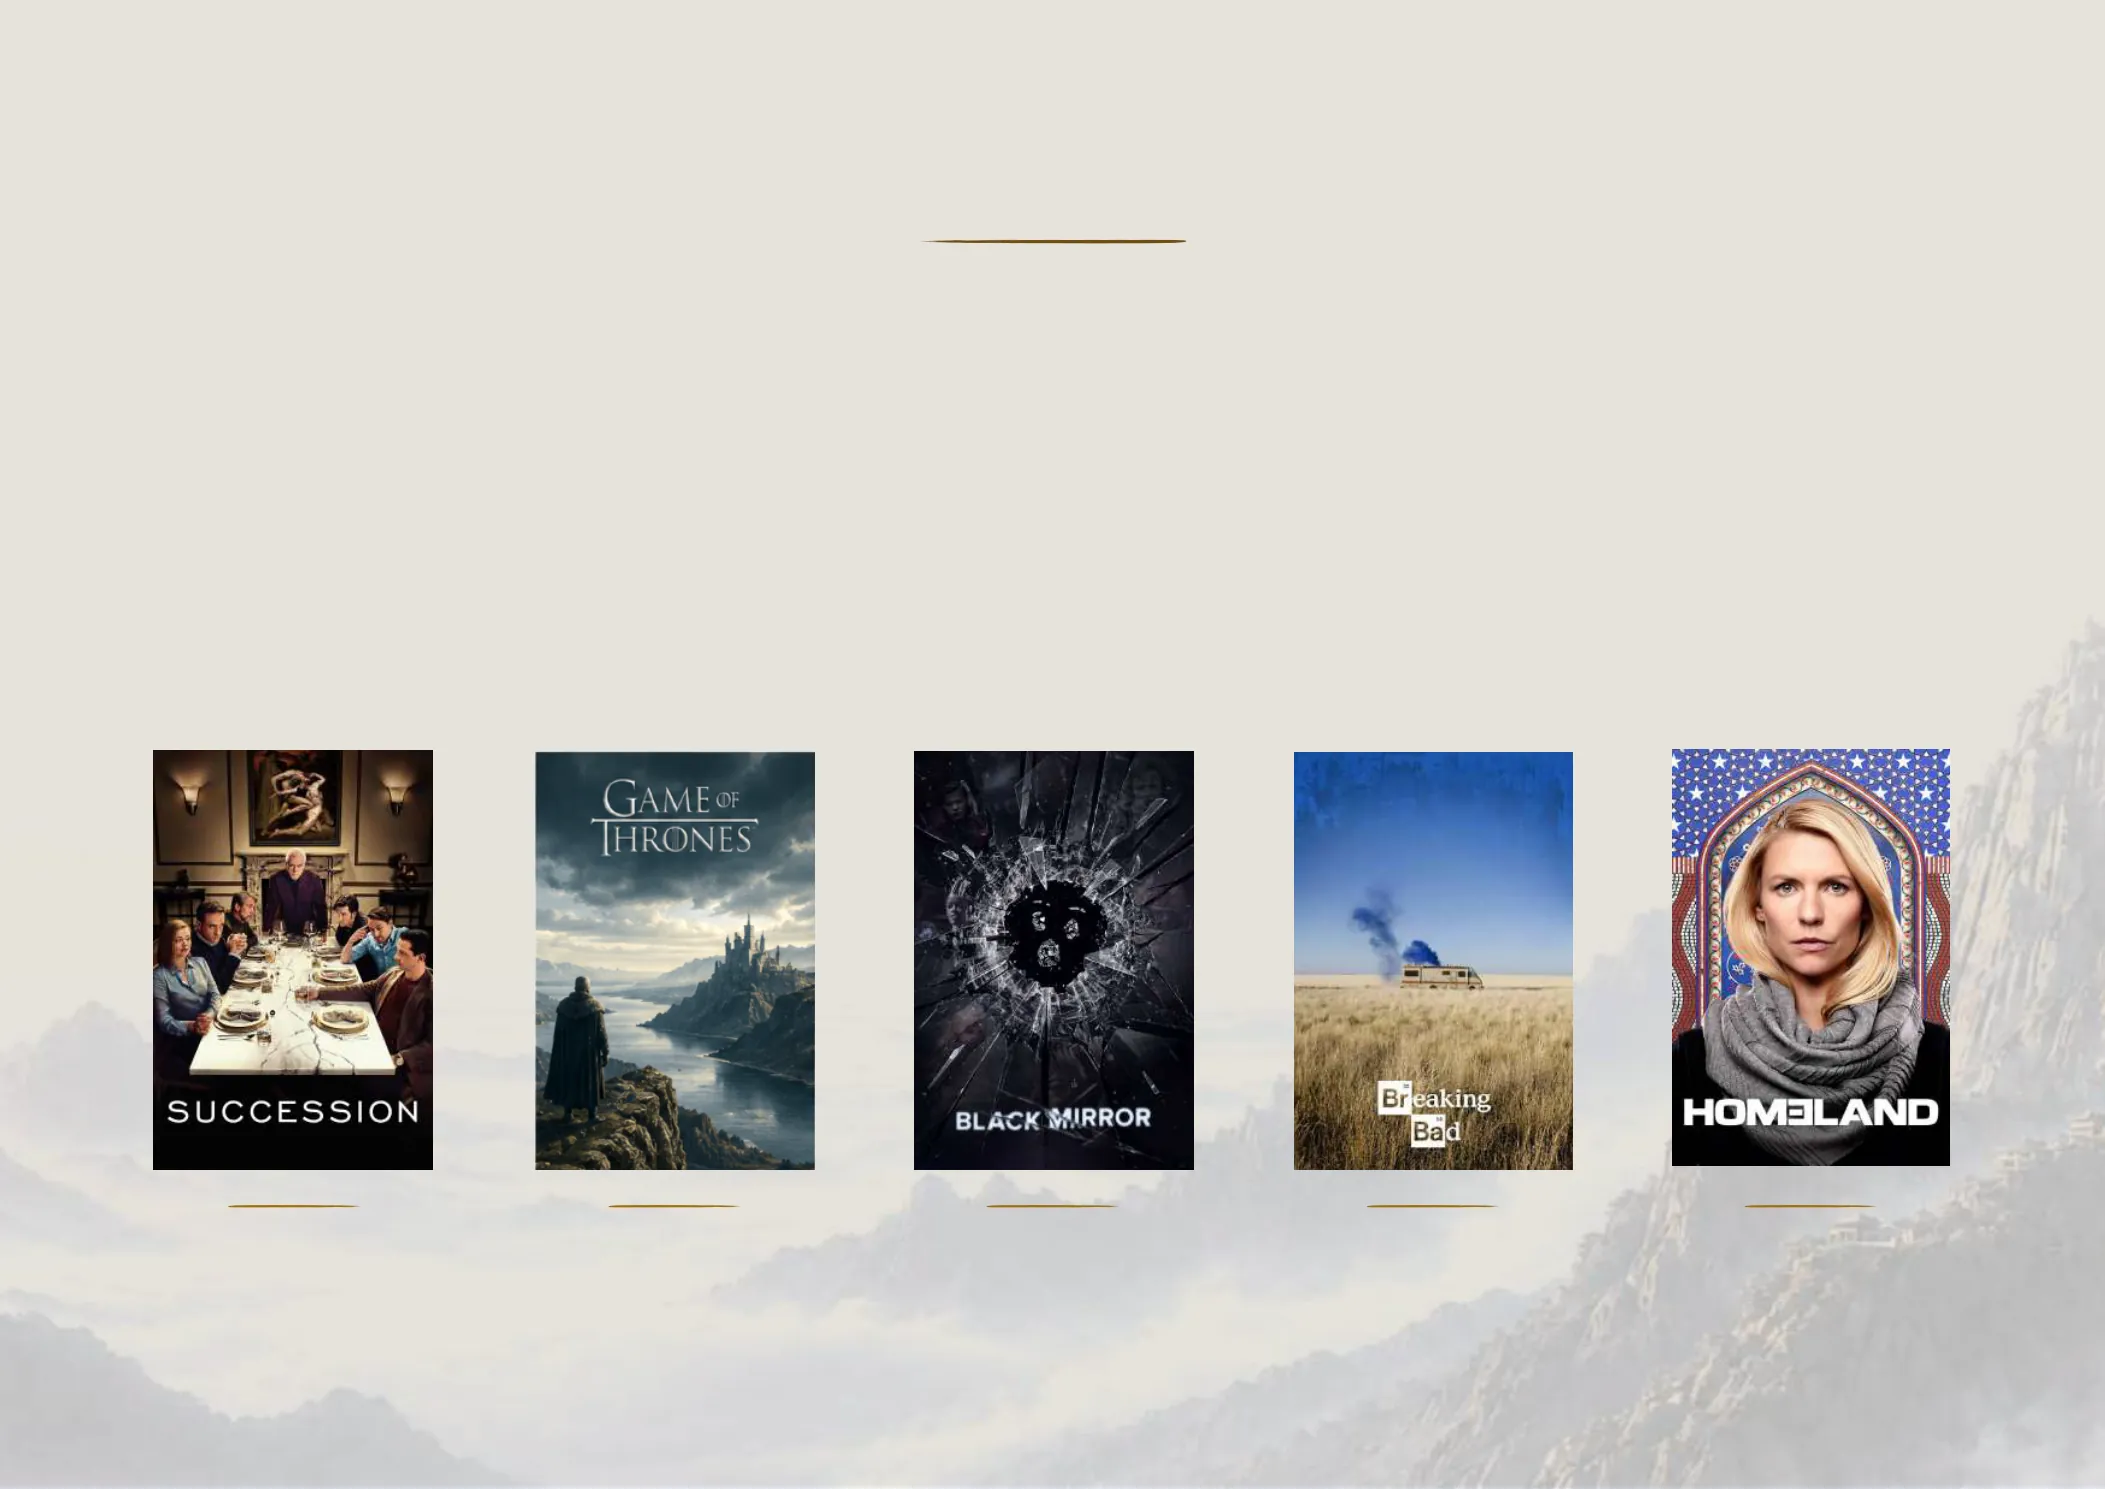 SUCCESSION
GAME OF
THRONES
BLACK MIRROR
Breaking
Bad
HOMELAND